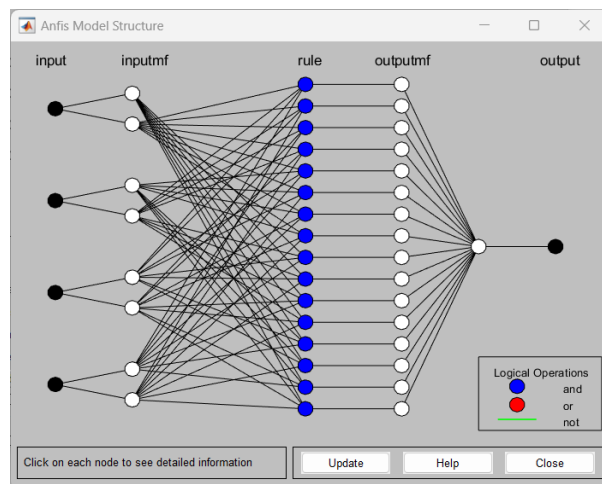 Anfis Model Structure
input inputmf rule outputmf output
Logical Operations
and
or
not
Click on each node to see detailed information
Update Help Close